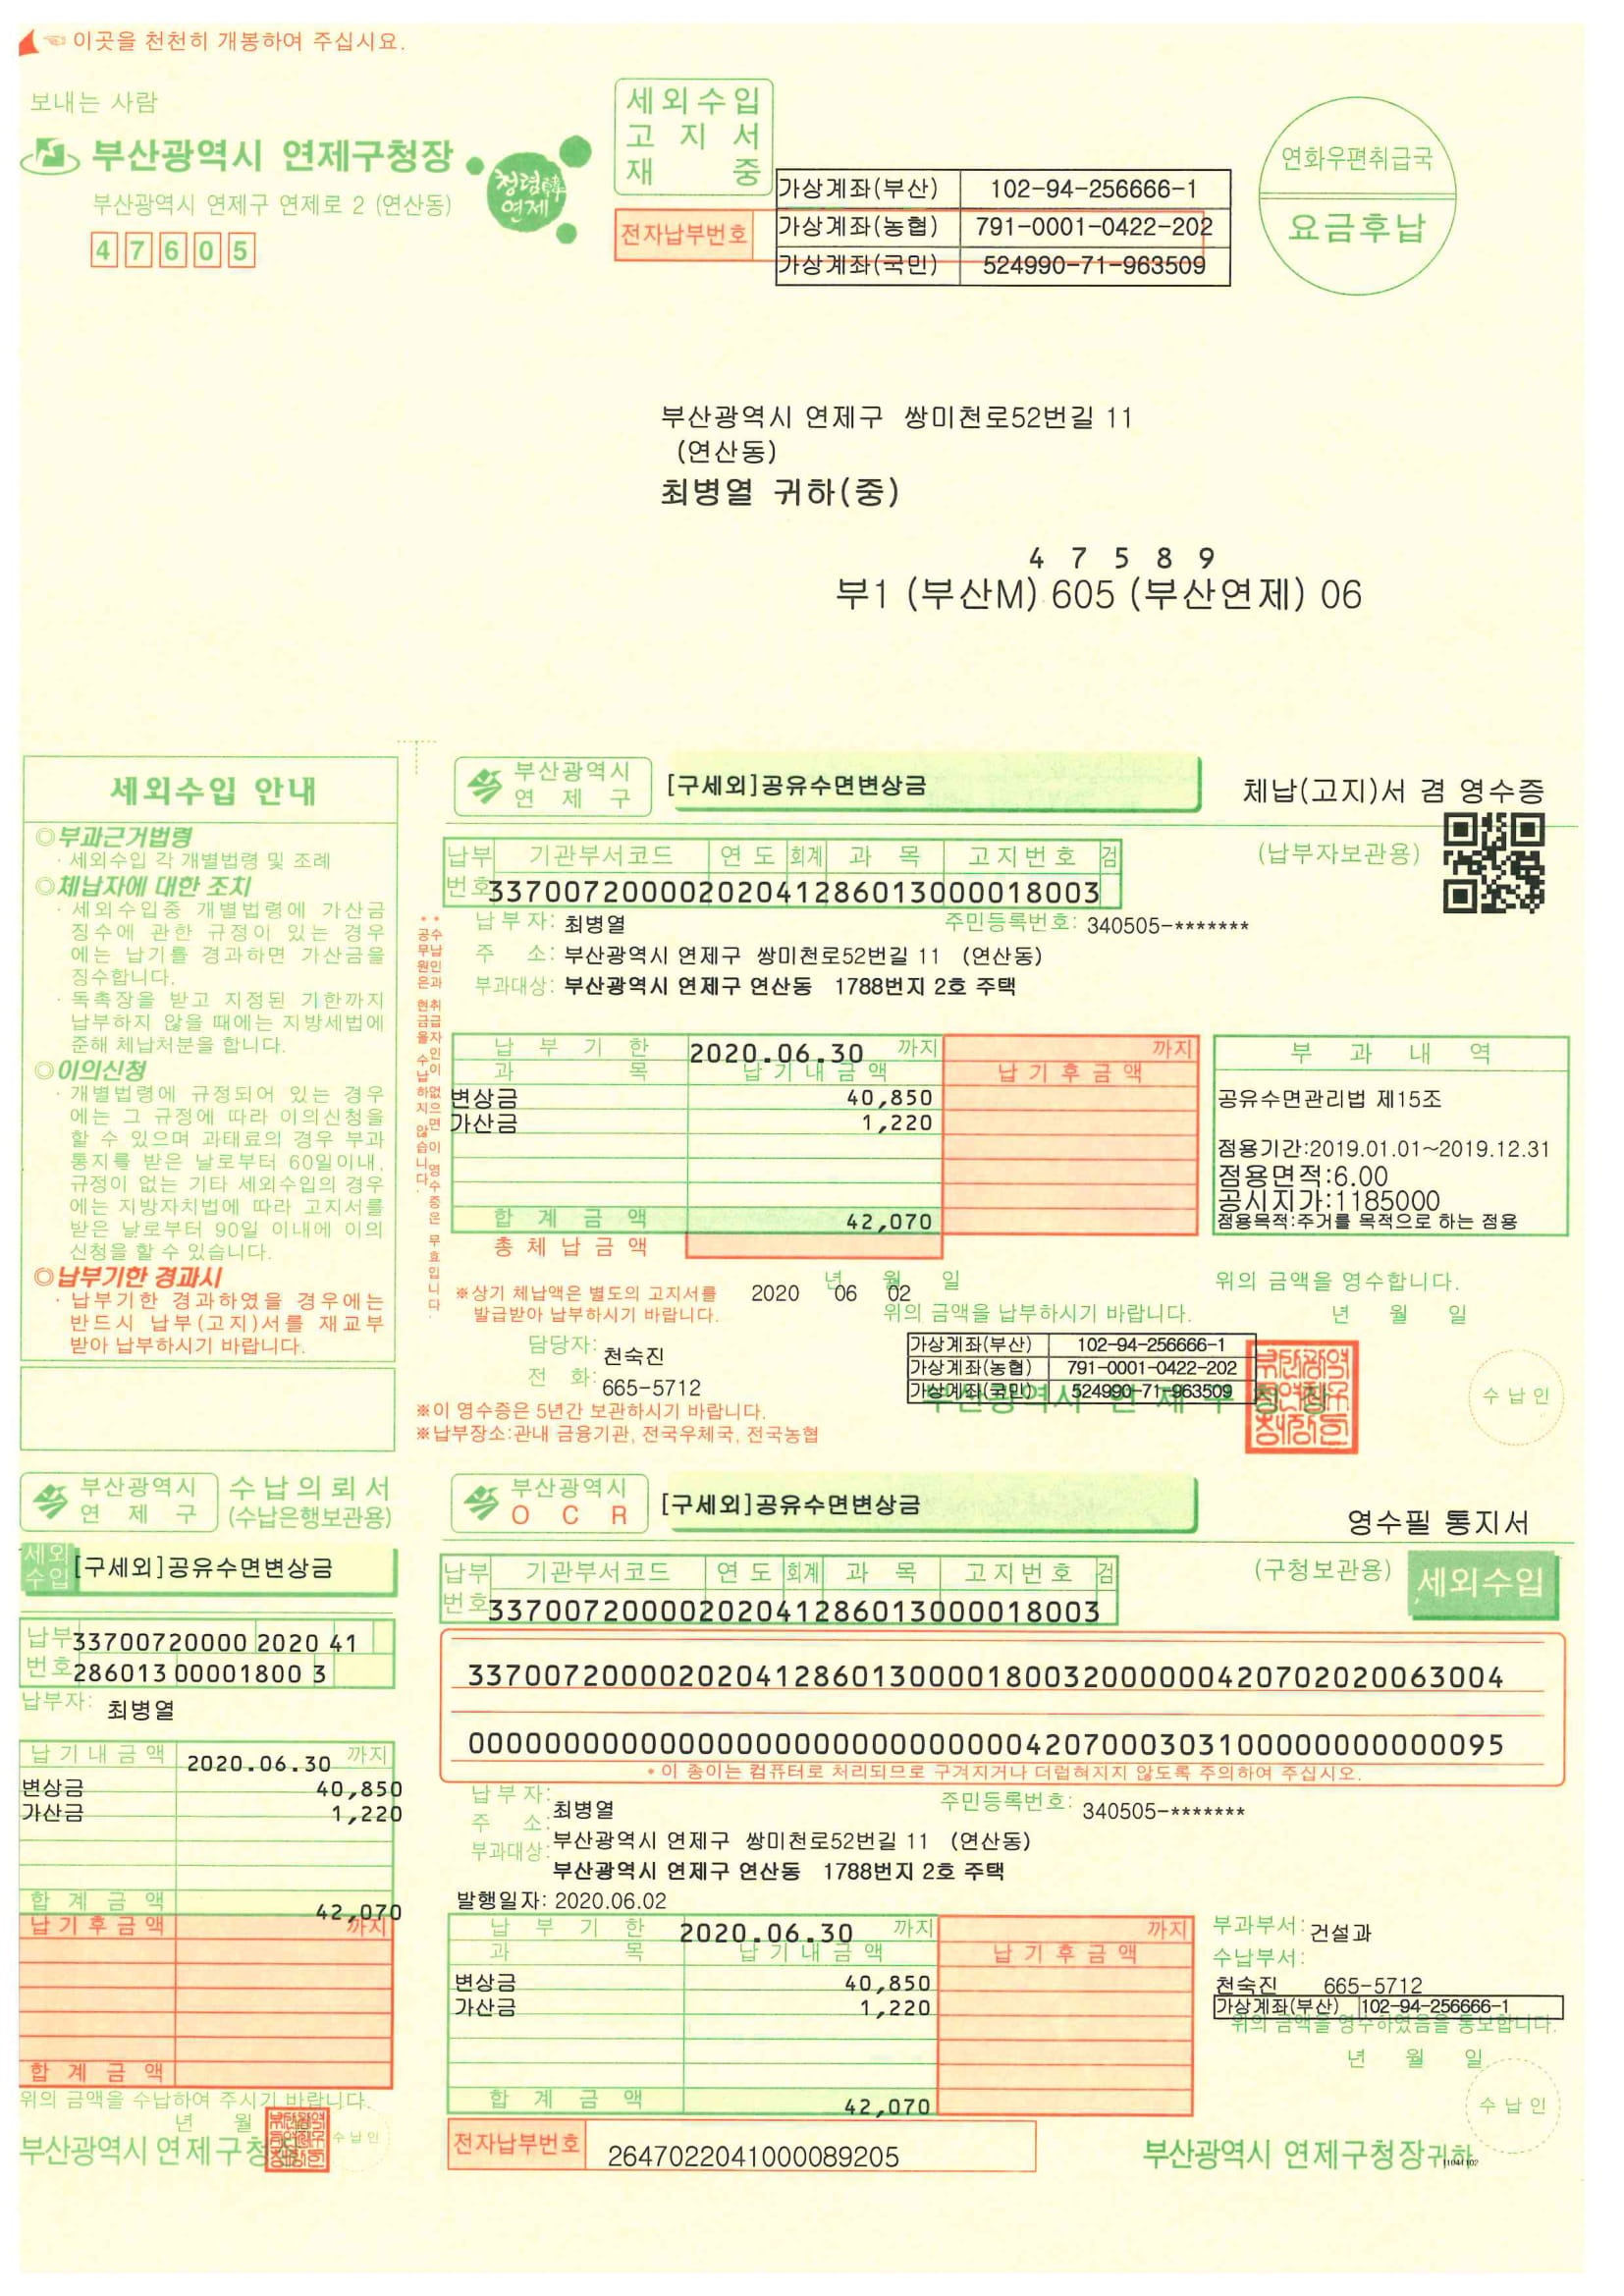 이곳을 천천히 개봉하여 주십시요.
보내는 사람
부산광역시 연제구청장
부산광역시 연제구 연제로 2 (연산동)
4 7 6 0 5
청렴
연제
세외수입
고 지 서
재 중
전자납부번호
가상계좌(부산) 102-94-256666-1
가상계좌(농협) 791-0001-0422-202
가상계좌(국민) 524990-71-963509
연화우편취급국
요금후납
부산광역시 연제구 쌍미천로52번길 11
(연산동)
최병열 귀하(중)
4 7 5 8 9
부1 (부산M) 605 (부산연제) 06
세외수입 안내
◎부과근거법령
· 세외수입 각 개별법령 및 조례
◎체납자에 대한 조치
· 세외수입중 개별법령에 가산금
징수에 관한 규정이 있는 경우
에는 납기를 경과하면 가산금을
징수합니다.
· 독촉장을 받고 지정된 기한까지
납부하지 않을 때에는 지방세법에
준해 체납처분을 합니다.
◎이의신청
· 개별법령에 규정되어 있는 경우
에는 그 규정에 따라 이의신청을
할 수 있으며 과태료의 경우 부과
통지를 받은 날로부터 60일이내,
규정이 없는 기타 세외수입의 경우
에는 지방자치법에 따라 고지서를
받은 날로부터 90일 이내에 이의
신청을 할 수 있습니다.
◎납부기한 경과시
· 납부기한 경과하였을 경우에는
반드시 납부(고지)서를 재교부
받아 납부하시기 바랍니다.
부산광역시
연 제 구
[구세외]공유수면변상금
체납(고지)서 겸 영수증
(납부자보관용)
납부번호 기관부서코드 연 도 회계 과 목 고지번호 검
33700720000202041286013000018003
납 부 자: 최병열 주민등록번호: 340505-*******
주 소: 부산광역시 연제구 쌍미천로52번길 11 (연산동)
부과대상: 부산광역시 연제구 연산동 1788번지 2호 주택
*수납인과 취급자인이 없으면 이 영수증은 무효입니다.
*공무원은 현금을 수납하지 않습니다.
납 부 기 한 2020.06.30 까지 까지
과 목 납 기 내 금 액 납 기 후 금 액
변상금 40,850
가산금 1,220
합 계 금 액 42,070
총 체 납 금 액
부 과 내 역
공유수면관리법 제15조
점용기간:2019.01.01~2019.12.31
점용면적:6.00
공시지가:1185000
점용목적:주거를 목적으로 하는 점용
※상기 체납액은 별도의 고지서를
발급받아 납부하시기 바랍니다.
2020 년 06 월 02 일
위의 금액을 납부하시기 바랍니다.
위의 금액을 영수합니다.
년 월 일
담당자: 천숙진
전 화: 665-5712
가상계좌(부산) 102-94-256666-1
가상계좌(농협) 791-0001-0422-202
가상계좌(국민) 524990-71-963509
부산광역시 연 제 구 청 장
수 납 인
※이 영수증은 5년간 보관하시기 바랍니다.
※납부장소:관내 금융기관, 전국우체국, 전국농협
부산광역시
연 제 구
수 납 의 뢰 서
(수납은행보관용)
세외
수입
[구세외]공유수면변상금
납부 33700720000 2020 41
번호 286013 00001800 3
납부자: 최병열
납 기 내 금 액 2020.06.30 까지
변상금 40,850
가산금 1,220
합 계 금 액 42,070
납 기 후 금 액 까지
합 계 금 액
위의 금액을 수납하여 주시기 바랍니다.
년 월 일
부산광역시 연 제 구 청 장
수 납 인
부산광역시
O C R
[구세외]공유수면변상금
영수필 통지서
(구청보관용)
세외수입
납부번호 기관부서코드 연 도 회계 과 목 고지번호 검
33700720000202041286013000018003
337007200002020412860130000180032000000420702020063004
000000000000000000000000000004207000303100000000000095
* 이 종이는 컴퓨터로 처리되므로 구겨지거나 더럽혀지지 않도록 주의하여 주십시오.
납 부 자: 최병열 주민등록번호: 340505-*******
주 소: 부산광역시 연제구 쌍미천로52번길 11 (연산동)
부과대상: 부산광역시 연제구 연산동 1788번지 2호 주택
발행일자: 2020.06.02
납 부 기 한 2020.06.30 까지 까지
과 목 납 기 내 금 액 납 기 후 금 액
변상금 40,850
가산금 1,220
합 계 금 액 42,070
부과부서: 건설과
수납부서:
천숙진 665-5712
가상계좌(부산) 102-94-256666-1
위의 금액을 영수하였음을 통보합니다.
년 월 일
수 납 인
전자납부번호 2647022041000089205
부산광역시 연제구청장귀하